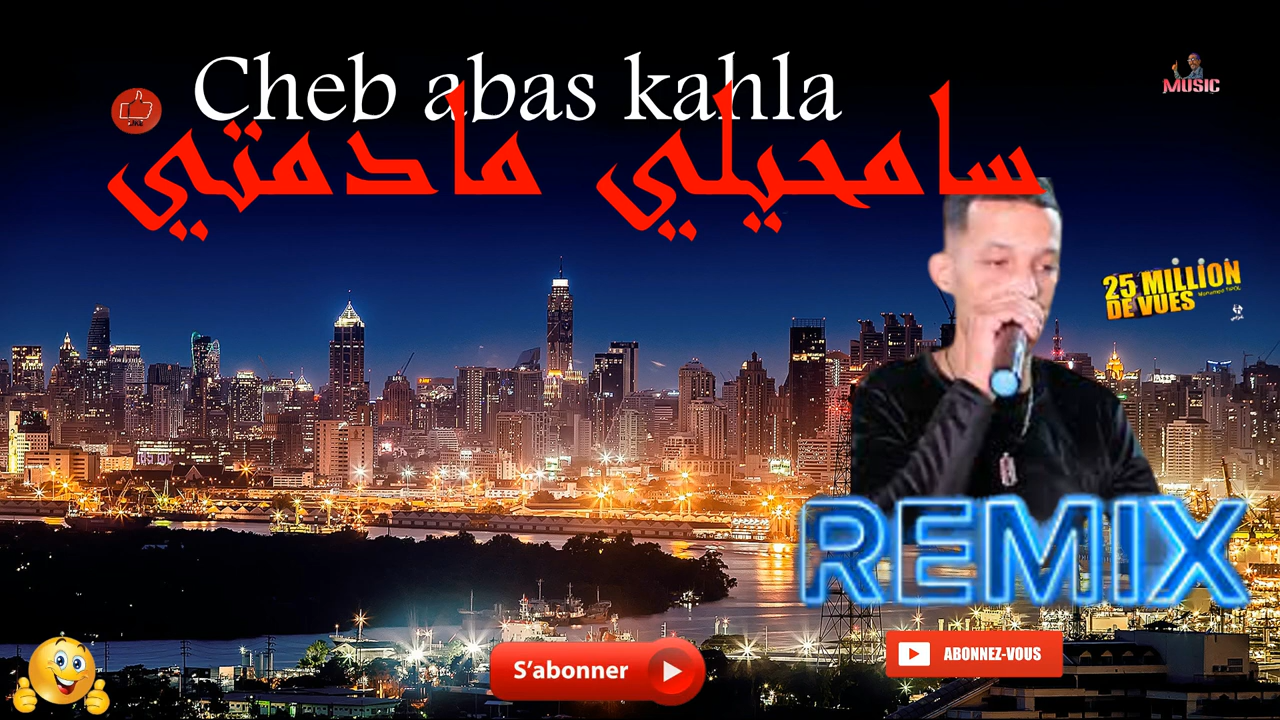 Cheb abas kahla
سامحيلي مادمتي
MUSIC
25 MILLION
DE VUES
REMIX
S'abonner
ABONNEZ-VOUS